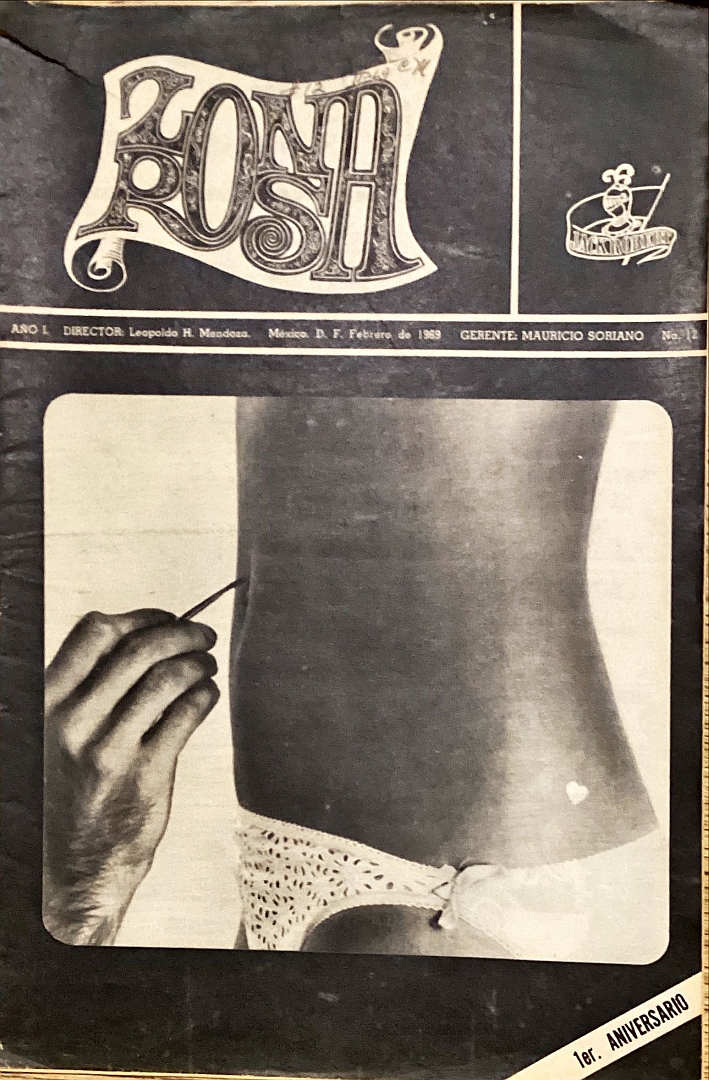 ZONA
ROSA
AÑO I. DIRECTOR: Leopoldo H. Mendoza. México. D. F. Febrero de 1969 GERENTE: MAURICIO SORIANO No. 12
1er. ANIVERSARIO